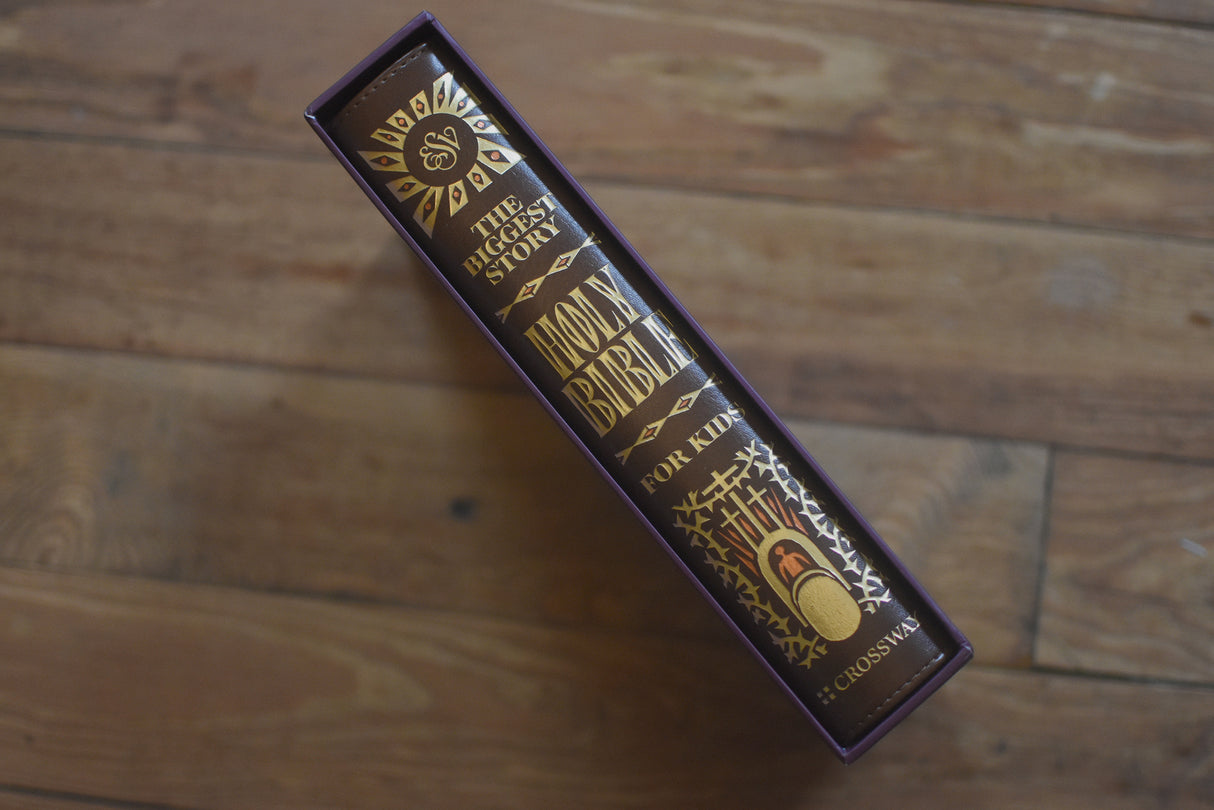 ESV
THE
BIGGEST
STORY
HOLY
BIBLE
FOR KIDS
CROSSWAY